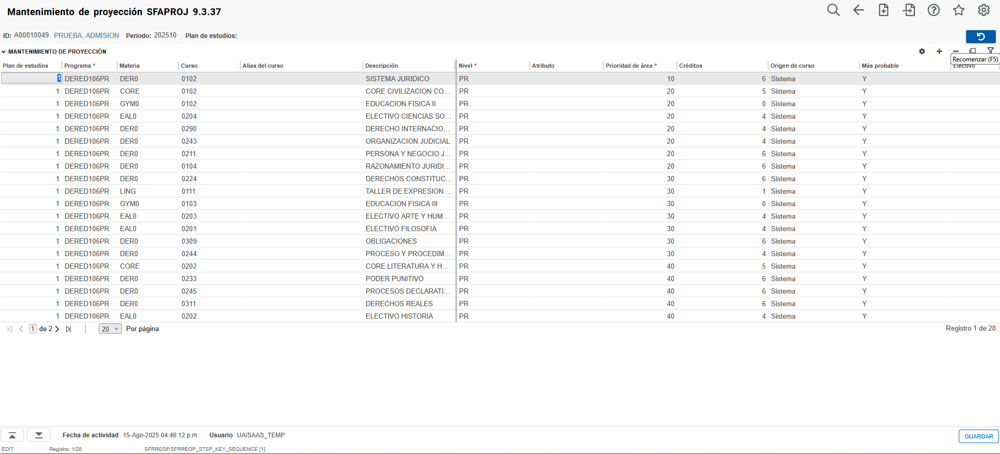 Mantenimiento de proyección SFAPROJ 9.3.37
ID: A00010049 PRUEBA, ADMISION Periodo: 202510 Plan de estudios:
MANTENIMIENTO DE PROYECCIÓN
Recomenzar (F5)
Plan de estudios Programa * Materia Curso Alias del curso Descripción Nivel * Atributo Prioridad de área * Créditos Origen de curso Más probable Electivo
1 DERED106PR DER0 0102 SISTEMA JURIDICO PR 10 6 Sistema Y
1 DERED106PR CORE 0102 CORE CIVILIZACION CO... PR 20 5 Sistema Y
1 DERED106PR GYM0 0102 EDUCACION FISICA II PR 20 0 Sistema Y
1 DERED106PR EAL0 0204 ELECTIVO CIENCIAS SO... PR 20 4 Sistema Y
1 DERED106PR DER0 0290 DERECHO INTERNACIO... PR 20 4 Sistema Y
1 DERED106PR DER0 0243 ORGANIZACION JUDICIAL PR 20 4 Sistema Y
1 DERED106PR DER0 0211 PERSONA Y NEGOCIO J... PR 20 6 Sistema Y
1 DERED106PR DER0 0104 RAZONAMIENTO JURIDI... PR 20 6 Sistema Y
1 DERED106PR DER0 0224 DERECHOS CONSTITUC... PR 30 6 Sistema Y
1 DERED106PR LING 0111 TALLER DE EXPRESION ... PR 30 1 Sistema Y
1 DERED106PR GYM0 0103 EDUCACION FISICA III PR 30 0 Sistema Y
1 DERED106PR EAL0 0203 ELECTIVO ARTE Y HUM... PR 30 4 Sistema Y
1 DERED106PR EAL0 0201 ELECTIVO FILOSOFIA PR 30 4 Sistema Y
1 DERED106PR DER0 0309 OBLIGACIONES PR 30 6 Sistema Y
1 DERED106PR DER0 0244 PROCESO Y PROCEDIM... PR 30 4 Sistema Y
1 DERED106PR CORE 0202 CORE LITERATURA Y H... PR 40 5 Sistema Y
1 DERED106PR DER0 0233 PODER PUNITIVO PR 40 6 Sistema Y
1 DERED106PR DER0 0245 PROCESOS DECLARATI... PR 40 6 Sistema Y
1 DERED106PR DER0 0311 DERECHOS REALES PR 40 6 Sistema Y
1 DERED106PR EAL0 0202 ELECTIVO HISTORIA PR 40 4 Sistema Y
1 de 2 20 Por página Registro 1 de 28
Fecha de actividad 15-Ago-2025 04:46:12 p.m. Usuario UAISAAS_TEMP GUARDAR
EDIT Registro: 1/28 SFRREGP.SFRREGP_STSP_KEY_SEQUENCE [1]